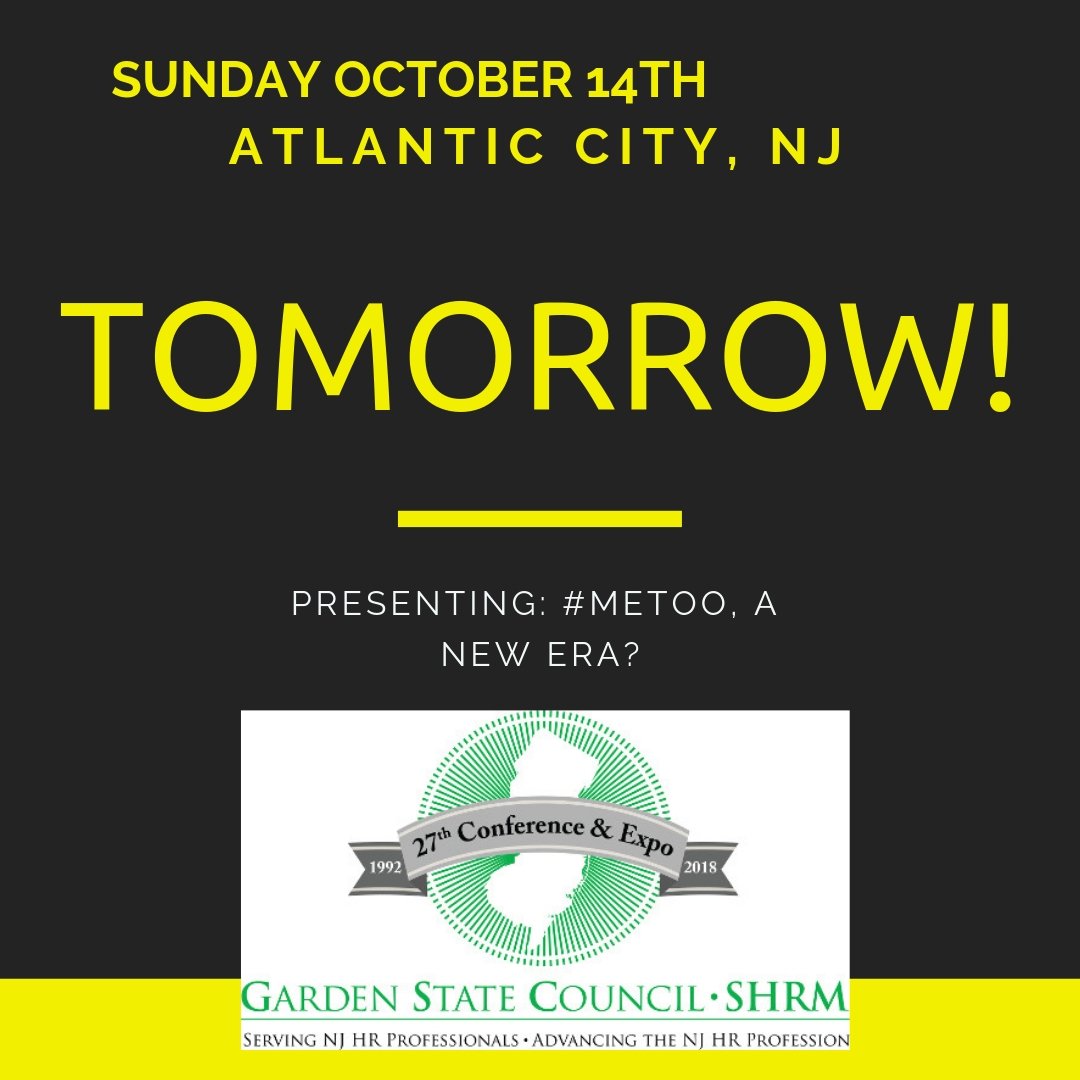 SUNDAY OCTOBER 14TH
ATLANTIC CITY, NJ
TOMORROW!
PRESENTING: #METOO, A
NEW ERA?
27th Conference & Expo
1992 2018
GARDEN STATE COUNCIL • SHRM
SERVING NJ HR PROFESSIONALS • ADVANCING THE NJ HR PROFESSION